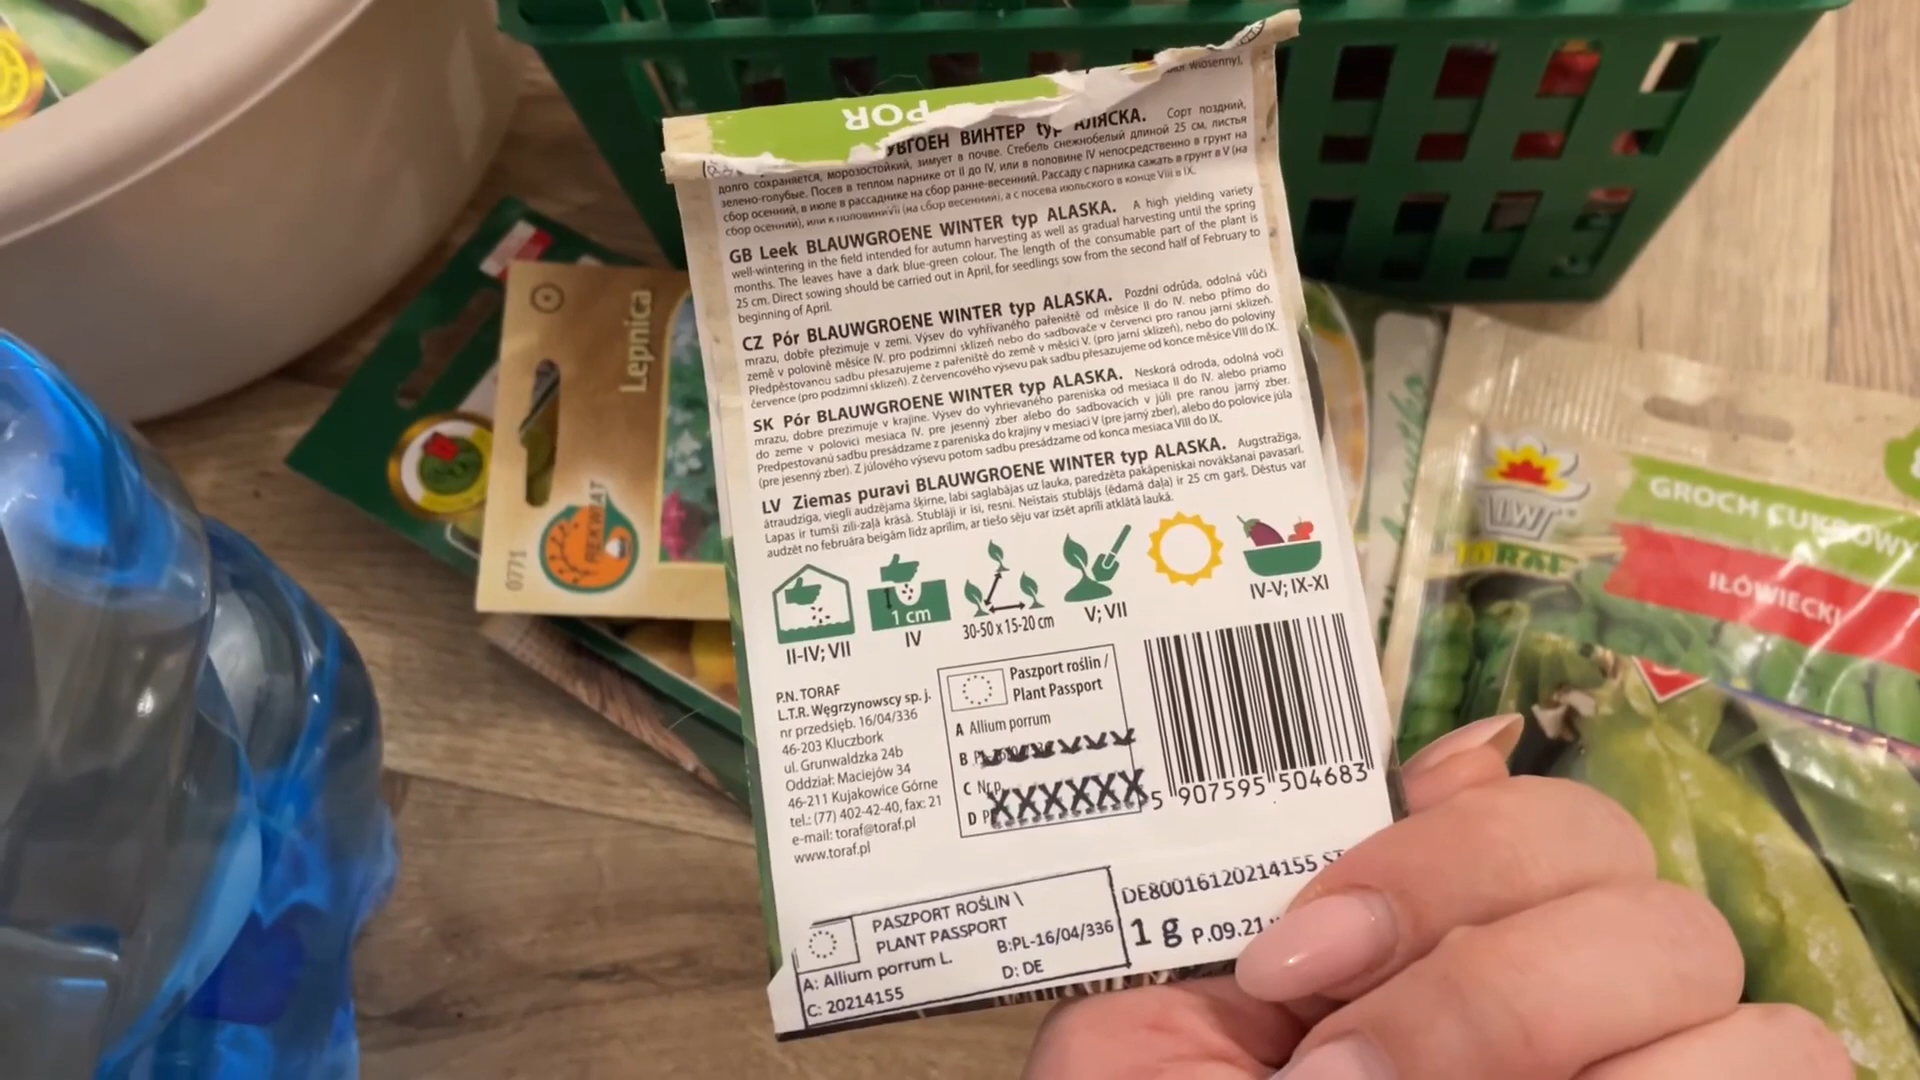 POR
wiosenny),
УВГОЕН ВИНТЕР typ АЛЯСКА. Сорт поздний,
долго сохраняется, морозостойкий, зимует в почве. Стебель снежнобелый длиной 25 см, листья
зелено-голубые. Посев в теплом парнике от II до IV, или в половине IV непосредственно в грунт на
сбор осенний, в июле в рассаднике на сбор ранне-весенний. Рассаду с парника сажать в грунт в V (на
сбор осенний), или к половин VII (на сбор весенний), а с посева июльского в конце VIII в IX.
GB Leek BLAUWGROENE WINTER typ ALASKA. A high yielding variety
well-wintering in the field intended for autumn harvesting as well as gradual harvesting until the spring
months. The leaves have a dark blue-green colour. The length of the consumable part of the plant is
25 cm. Direct sowing should be carried out in April, for seedlings sow from the second half of February to
beginning of April.
CZ Pór BLAUWGROENE WINTER typ ALASKA. Pozdní odrůda, odolná vůči
mrazu, dobře přezimuje v zemi. Výsev do vyhřívaného pařeniště od měsíce II do IV. nebo přímo do
země v polovině měsíce IV. pro podzimní sklizeň nebo do sadbovače v červenci pro ranou jarní sklizeň.
Předpěstovanou sadbu přesazujeme z pařeniště do země v měsíci V. (pro jarní sklizeň), nebo do poloviny
července (pro podzimní sklizeň). Z červencového výsevu pak sadbu přesazujeme od konce měsíce VIII do IX.
SK Pór BLAUWGROENE WINTER typ ALASKA. Neskorá odroda, odolná voči
mrazu, dobre prezimuje v krajine. Výsev do vyhrievaného pareniska od mesiaca II do IV. alebo priamo
do zeme v polovici mesiaca IV. pre jesenný zber alebo do sadbovacích v júli pre ranou jarný zber.
Predpestovanú sadbu presádzame z pareniska do krajiny v mesiaci V (pre jarný zber), alebo do polovice júla
(pre jesenný zber). Z júlového výsevu potom sadbu presádzame od konca mesiaca VIII do IX.
LV Ziemas puravi BLAUWGROENE WINTER typ ALASKA. Augstražīga,
ātraudzīga, viegli audzējama šķirne, labi saglabājas uz lauka, paredzēta pakāpeniskai novākšanai pavasarī.
Lapas ir tumši zili-zaļā krāsā. Stublāji ir īsi, resni. Neīstais stublājs (ēdamā daļa) ir 25 cm garš. Dēstus var
audzēt no februāra beigām līdz aprīlim, ar tiešo sēju var izsēt aprīlī atklātā laukā.
1 cm
II-IV; VII
IV
30-50 x 15-20 cm
V; VII
IV-V; IX-XI
P.N. TORAF
L.T.R. Węgrzynowscy sp. j.
nr przedsięb. 16/04/336
46-203 Kluczbork
ul. Grunwaldzka 24b
Oddział: Maciejów 34
46-211 Kujakowice Górne
tel.: (77) 402-42-40, fax: 21
e-mail: toraf@toraf.pl
www.toraf.pl
Paszport roślin /
Plant Passport
A Allium porrum
B
C Nr p.
D P
XXXXXX
5 907595 504683
PASZPORT ROŚLIN \
PLANT PASSPORT
A: Allium porrum L.
B:PL-16/04/336
C: 20214155
D: DE
DE80016120214155 ST
1 g P.09.21
Lepnica
REKWIAT
0771
LWT
TORAF
GROCH CUKROWY
IŁÓWIECKI